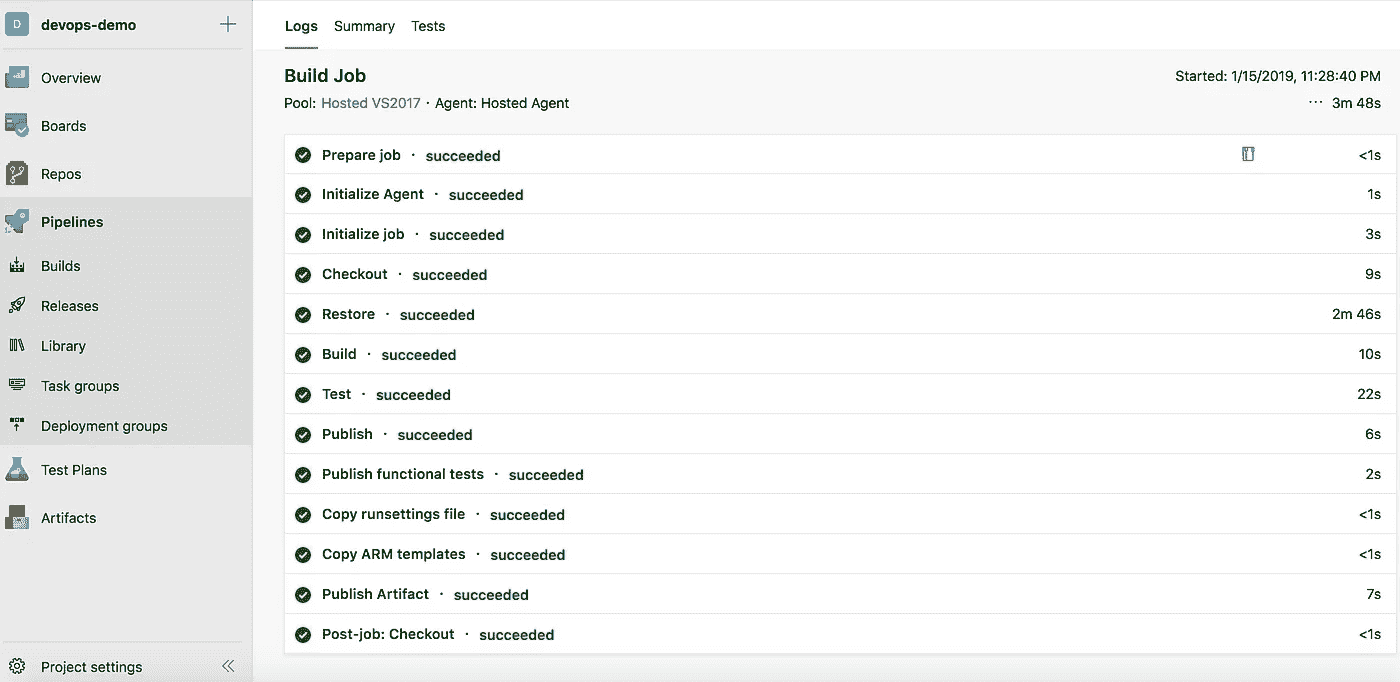 D devops-demo
Overview
Boards
Repos
Pipelines
Builds
Releases
Library
Task groups
Deployment groups
Test Plans
Artifacts
Project settings
Logs Summary Tests
Build Job Started: 1/15/2019, 11:28:40 PM
Pool: Hosted VS2017 · Agent: Hosted Agent ··· 3m 48s
Prepare job · succeeded <1s
Initialize Agent · succeeded 1s
Initialize job · succeeded 3s
Checkout · succeeded 9s
Restore · succeeded 2m 46s
Build · succeeded 10s
Test · succeeded 22s
Publish · succeeded 6s
Publish functional tests · succeeded 2s
Copy runsettings file · succeeded <1s
Copy ARM templates · succeeded <1s
Publish Artifact · succeeded 7s
Post-job: Checkout · succeeded <1s